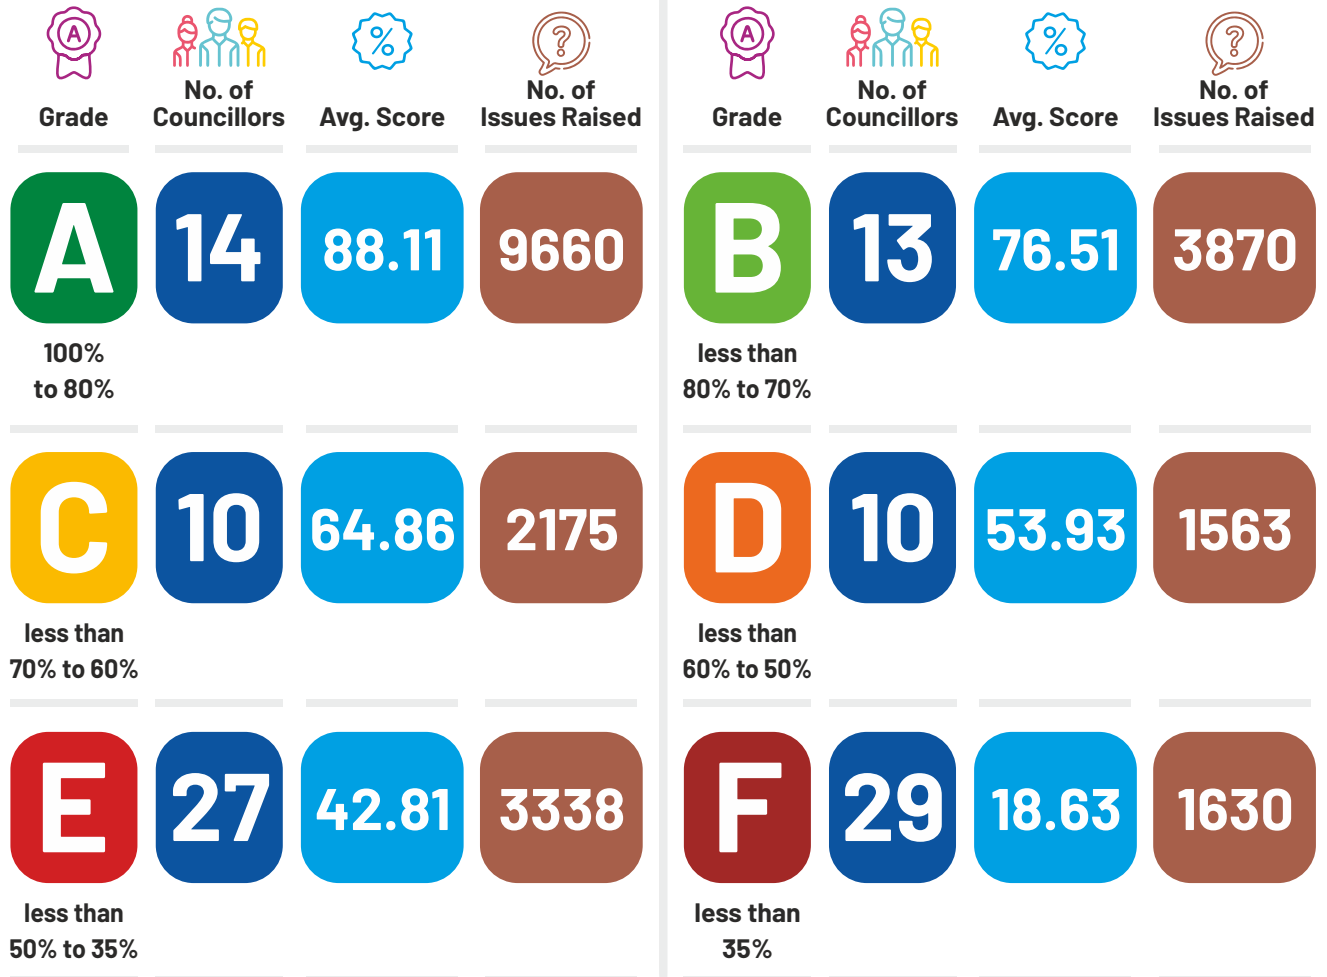 A
%
?
A
%
?
Grade
No. of
Councillors
Avg. Score
No. of
Issues Raised
Grade
No. of
Councillors
Avg. Score
No. of
Issues Raised
A 14 88.11 9660
100%
to 80%
B 13 76.51 3870
less than
80% to 70%
C 10 64.86 2175
less than
70% to 60%
D 10 53.93 1563
less than
60% to 50%
E 27 42.81 3338
less than
50% to 35%
F 29 18.63 1630
less than
35%